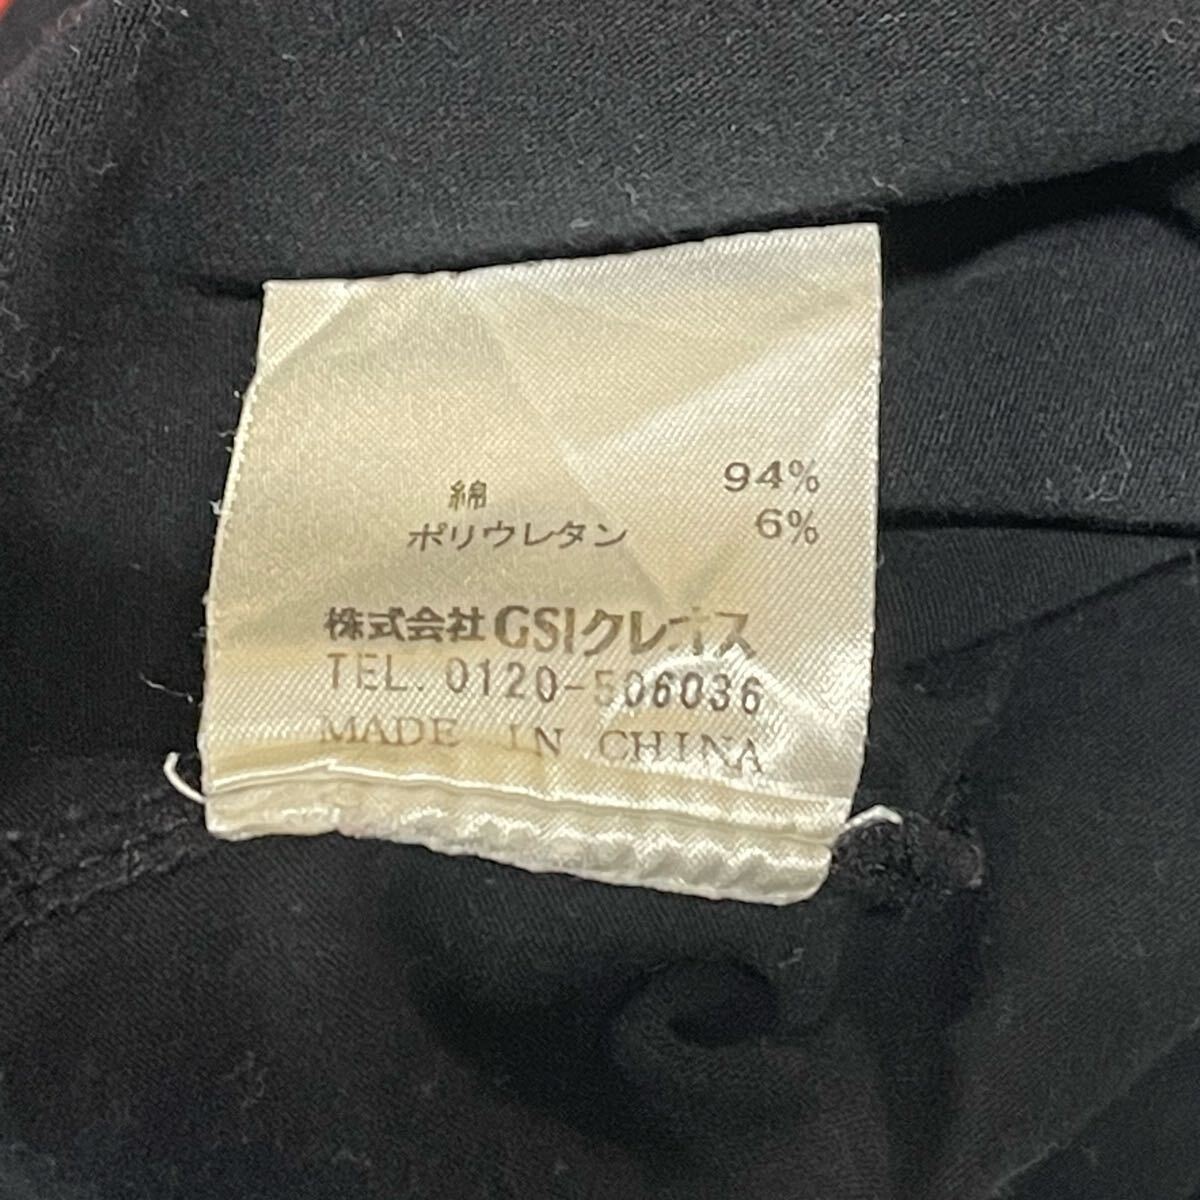 綿 94%
ポリウレタン 6%
株式会社GSIクレオス
TEL. 0120-506036
MADE IN CHINA